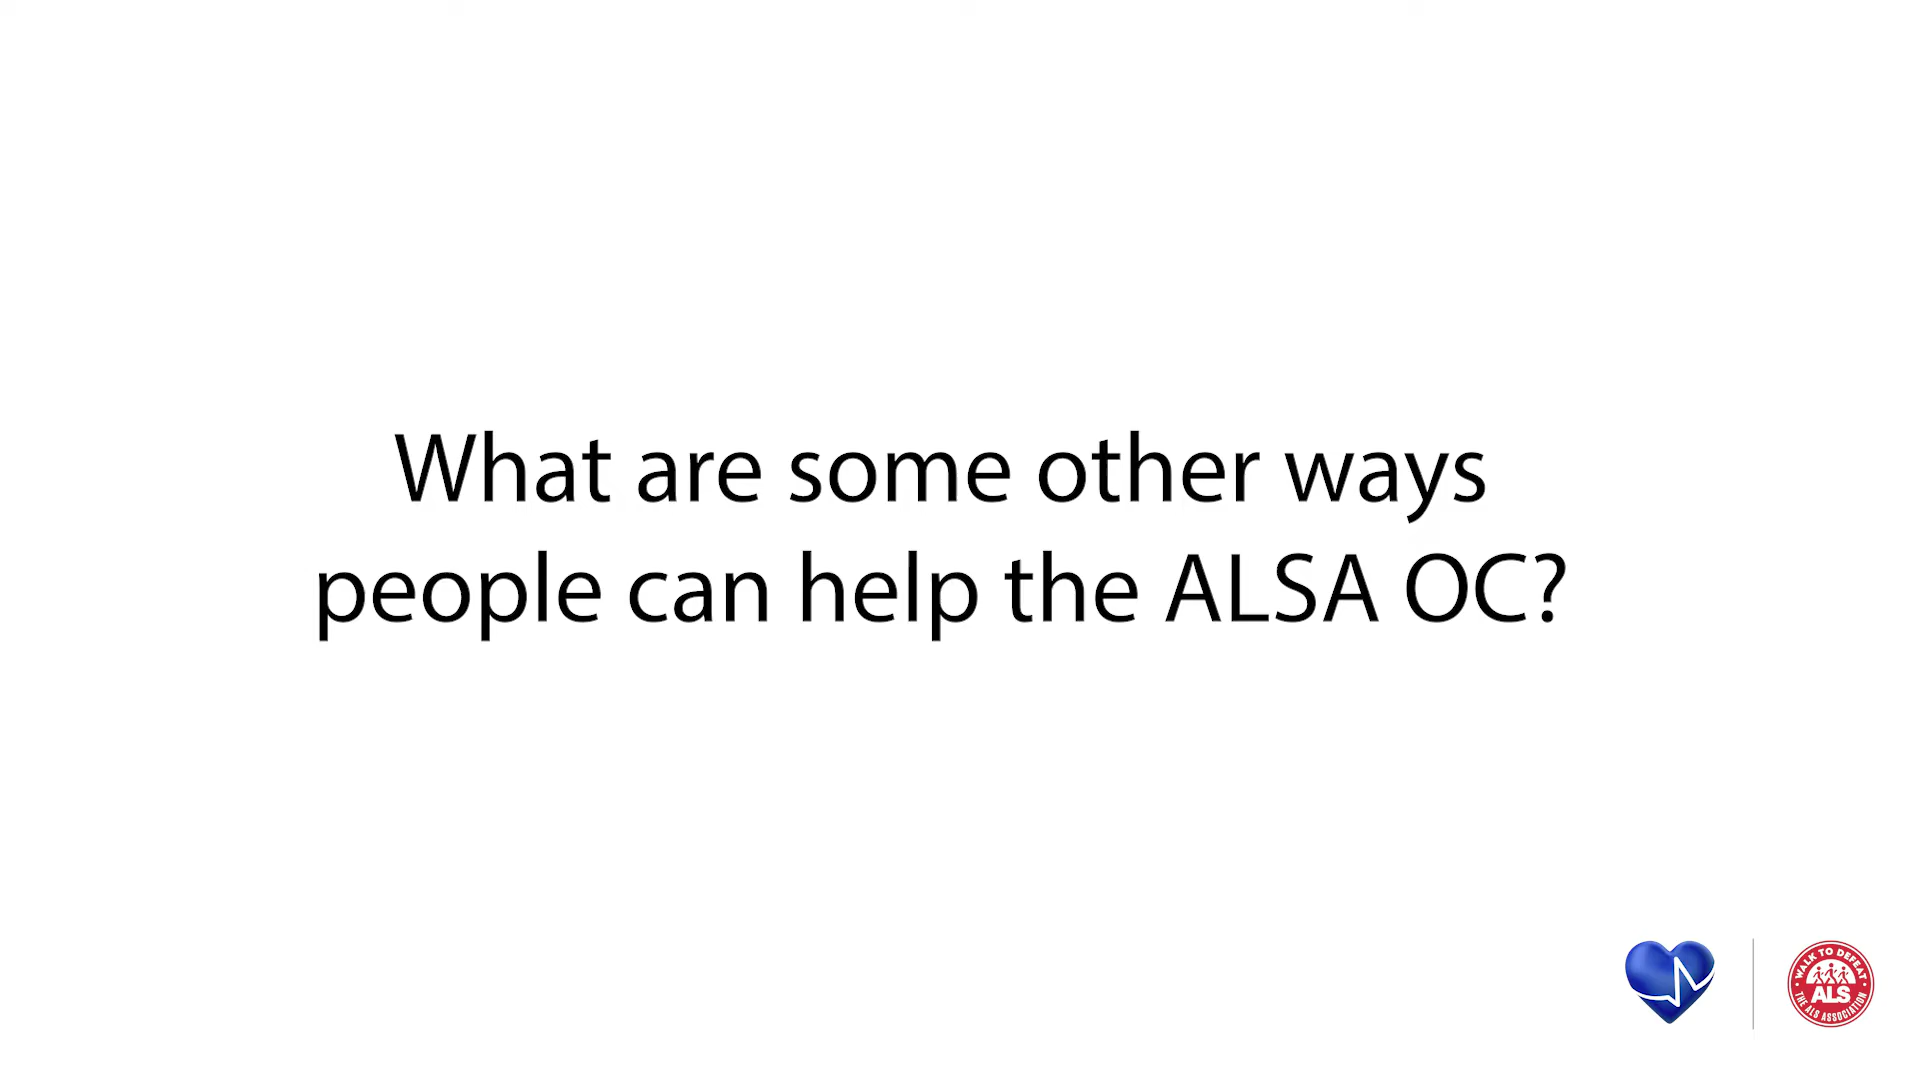 What are some other ways
people can help the ALSA OC?
WALK TO DEFEAT
ALS
THE ALS ASSOCIATION